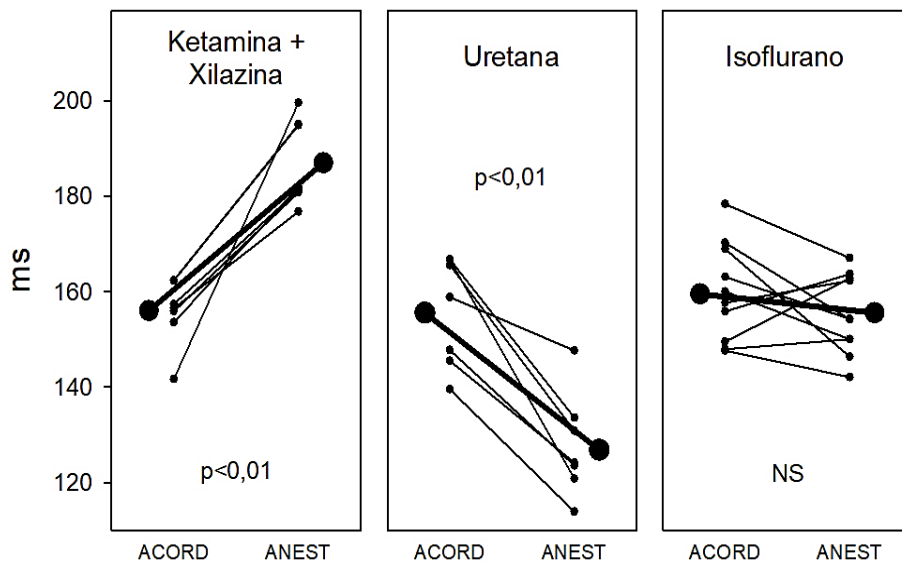 Ketamina +
Xilazina
Uretana
Isoflurano
200
180
160
140
120
ms
p<0,01
p<0,01
NS
ACORD ANEST
ACORD ANEST
ACORD ANEST